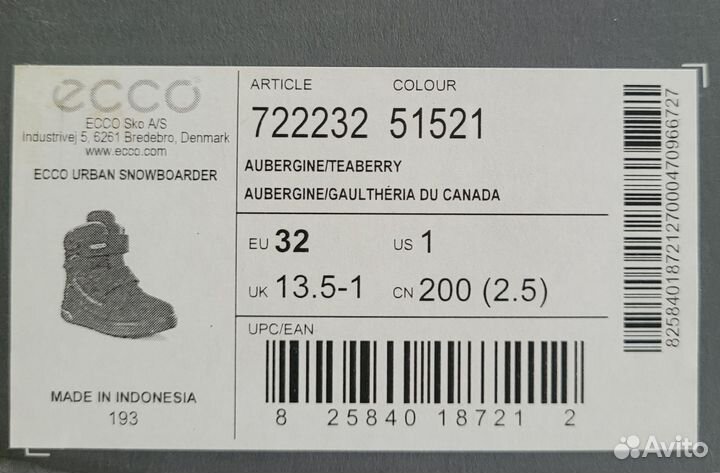 ecco
ECCO Sko A/S
Industrivej 5, 6261 Bredebro, Denmark
www.ecco.com
ECCO URBAN SNOWBOARDER
MADE IN INDONESIA
193
ARTICLE COLOUR
722232 51521
AUBERGINE/TEABERRY
AUBERGINE/GAULTHÉRIA DU CANADA
EU 32 US 1
UK 13.5-1 CN 200 (2.5)
UPC/EAN
8 25840 18721 2
82584018721270004709667​27
Avito